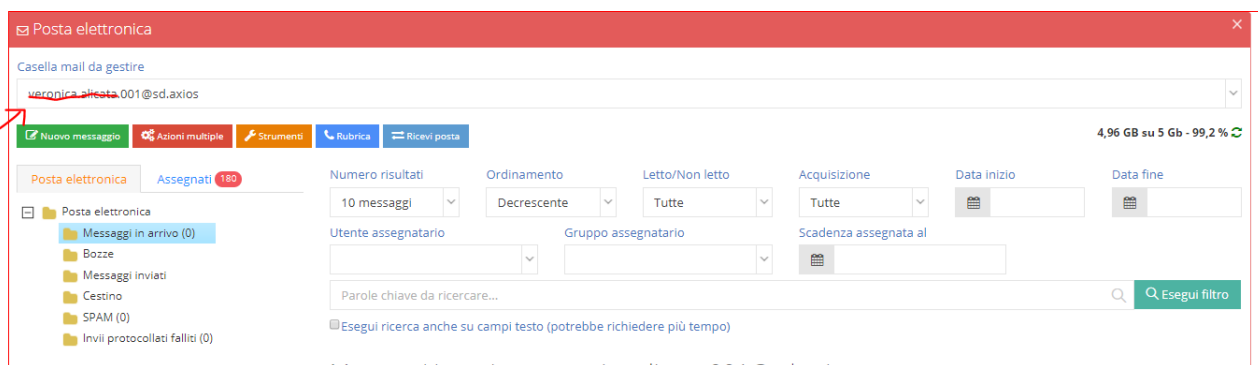 Posta elettronica
Casella mail da gestire
veronica.alicata.001@sd.axios
Nuovo messaggio Azioni multiple Strumenti Rubrica Ricevi posta
4,96 GB su 5 Gb - 99,2 %
Posta elettronica Assegnati 180
Posta elettronica
Messaggi in arrivo (0)
Bozze
Messaggi inviati
Cestino
SPAM (0)
Invii protocollati falliti (0)
Numero risultati Ordinamento Letto/Non letto Acquisizione Data inizio Data fine
10 messaggi Decrescente Tutte Tutte
Utente assegnatario Gruppo assegnatario Scadenza assegnata al
Parole chiave da ricercare... Esegui filtro
Esegui ricerca anche su campi testo (potrebbe richiedere più tempo)